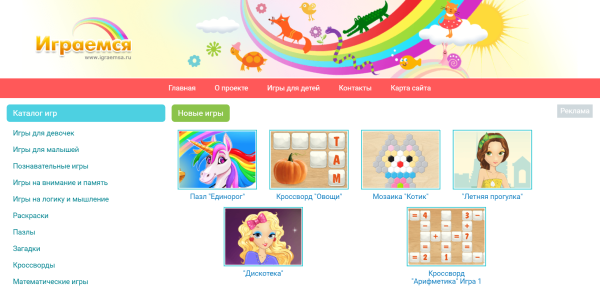 Играемся
www.igraemsa.ru
Главная О проекте Игры для детей Контакты Карта сайта
Каталог игр
Игры для девочек
Игры для малышей
Познавательные игры
Игры на внимание и память
Игры на логику и мышление
Раскраски
Пазлы
Загадки
Кроссворды
Математические игры
Новые игры
Реклама
Т
А
М
Пазл "Единорог"
Кроссворд "Овощи"
Мозаика "Котик"
"Летняя прогулка"
"Дискотека"
Кроссворд
"Арифметика" Игра 1